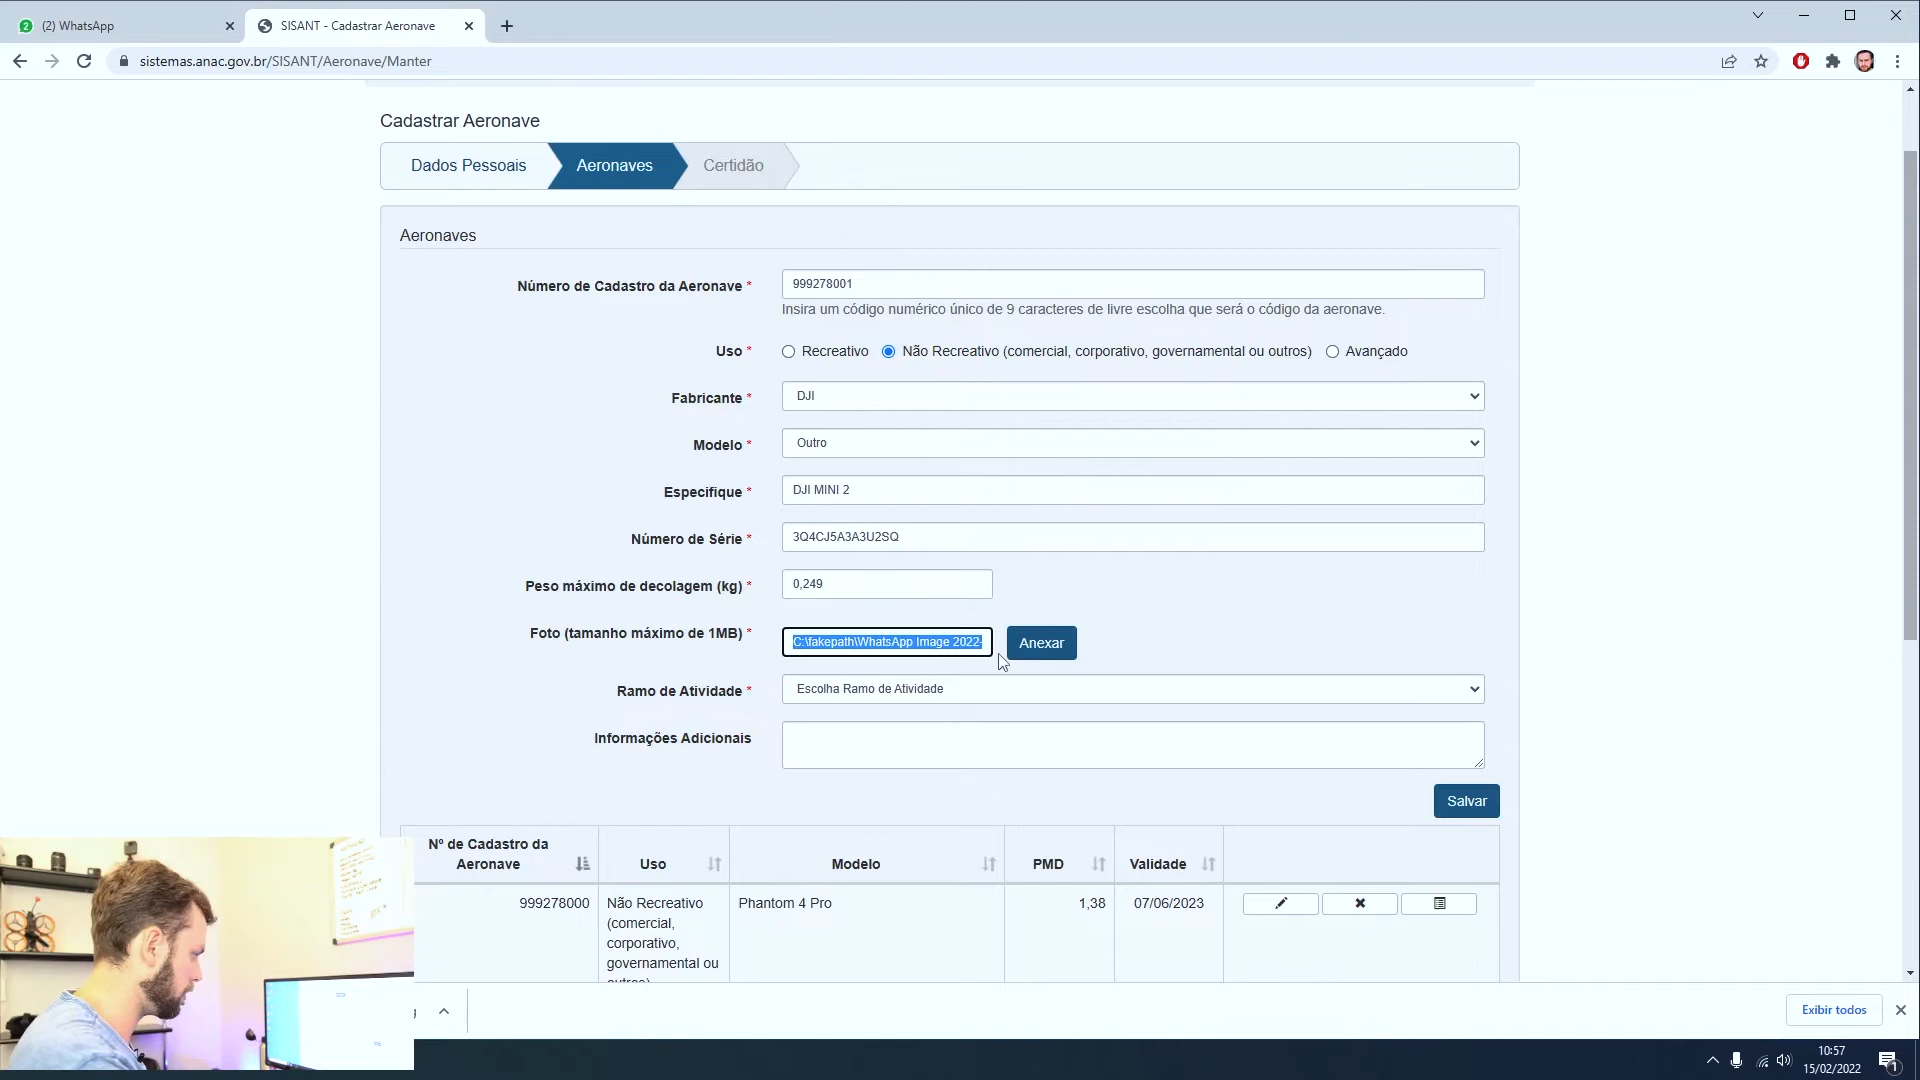 (2) WhatsApp
SISANT - Cadastrar Aeronave
sistemas.anac.gov.br/SISANT/Aeronave/Manter
Cadastrar Aeronave
Dados Pessoais
Aeronaves
Certidão
Aeronaves
Número de Cadastro da Aeronave *
999278001
Insira um código numérico único de 9 caracteres de livre escolha que será o código da aeronave.
Uso *
Recreativo
Não Recreativo (comercial, corporativo, governamental ou outros)
Avançado
Fabricante *
DJI
Modelo *
Outro
Especifique *
DJI MINI 2
Número de Série *
3Q4CJ5A3A3U2SQ
Peso máximo de decolagem (kg) *
0,249
Foto (tamanho máximo de 1MB) *
C:\fakepath\WhatsApp Image 2022-
Anexar
Ramo de Atividade *
Escolha Ramo de Atividade
Informações Adicionais
Salvar
Nº de Cadastro da
Aeronave
Uso
Modelo
PMD
Validade
999278000
Não Recreativo
(comercial,
corporativo,
governamental ou
outros)
Phantom 4 Pro
1,38
07/06/2023
Exibir todos
10:57
15/02/2022